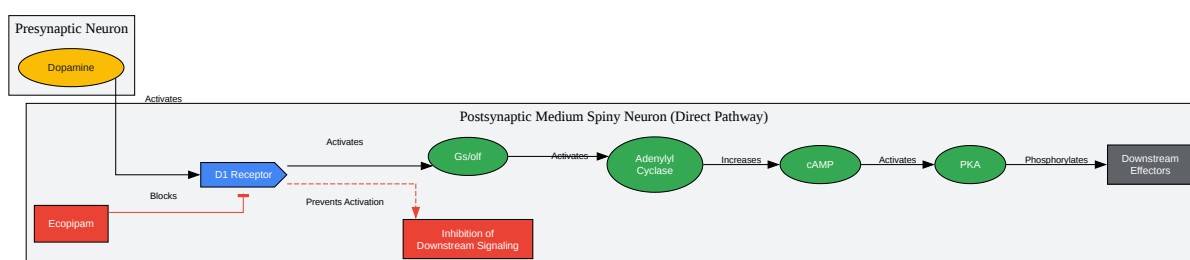 Presynaptic Neuron
Dopamine
Activates
Postsynaptic Medium Spiny Neuron (Direct Pathway)
Activates
Gs/olf
Activates
Adenylyl
Cyclase
Increases
cAMP
Activates
PKA
Phosphorylates
Downstream
Effectors
D1 Receptor
Blocks
Prevents Activation
Ecopipam
Inhibition of
Downstream Signaling